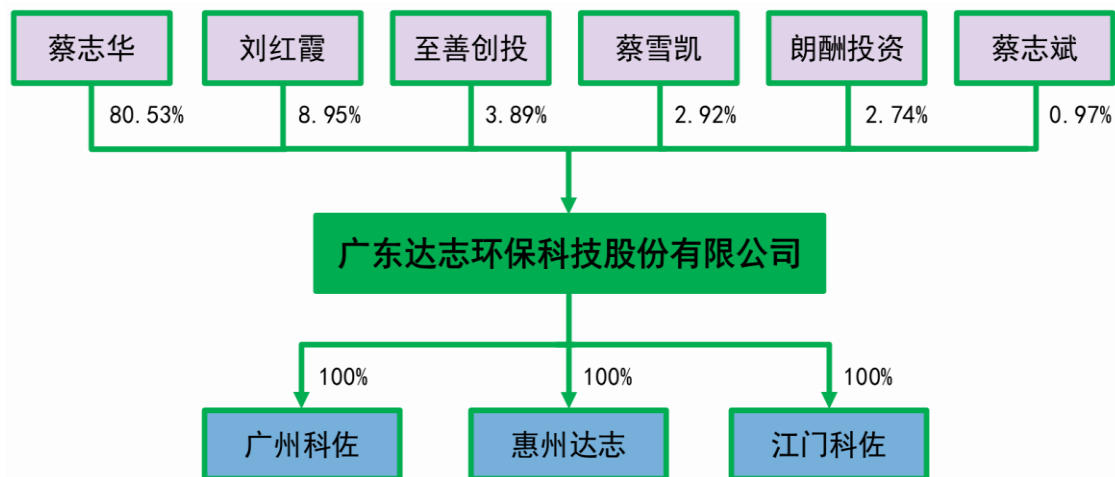 蔡志华 刘红霞 至善创投 蔡雪凯 朗酬投资 蔡志斌
80.53% 8.95% 3.89% 2.92% 2.74% 0.97%
广东达志环保科技股份有限公司
100% 100% 100%
广州科佐 惠州达志 江门科佐